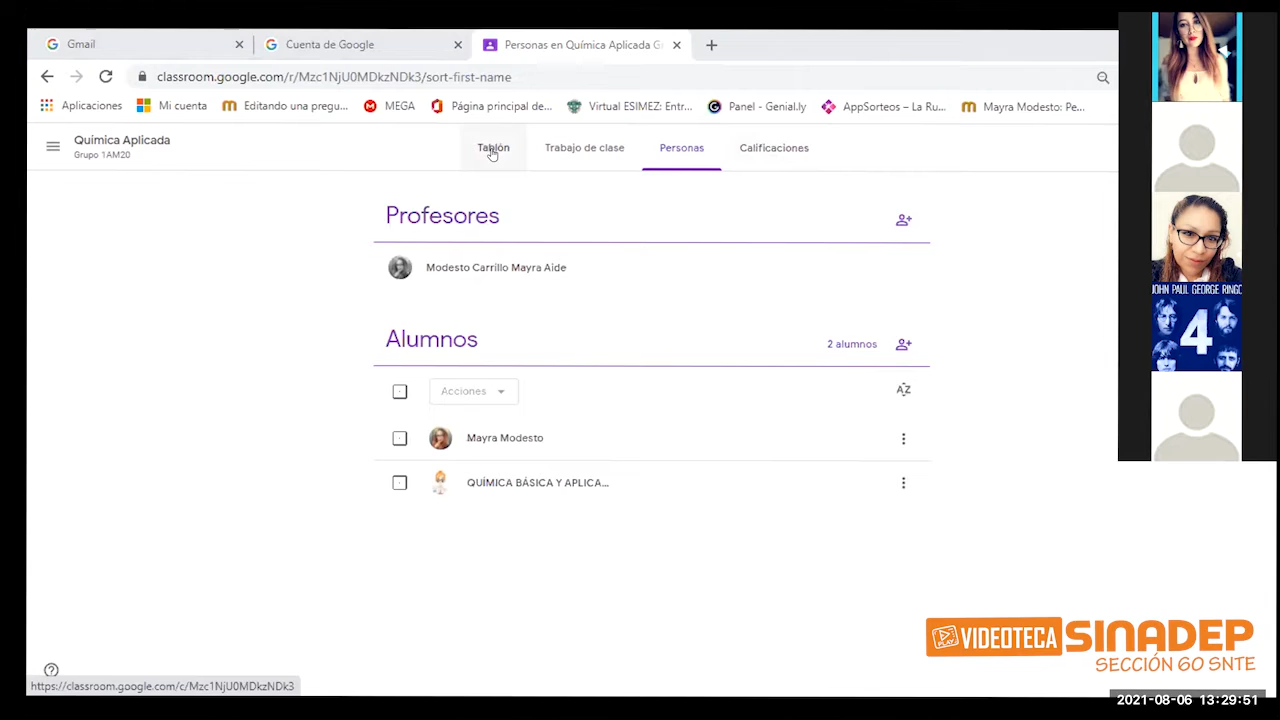 Gmail
Cuenta de Google
Personas en Química Aplicada G
classroom.google.com/r/Mzc1NjU0MDkzNDk3/sort-first-name
Aplicaciones
Mi cuenta
Editando una pregu...
MEGA
Página principal de...
Virtual ESIMEZ: Entr...
Panel - Genial.ly
AppSorteos – La Ru...
Mayra Modesto: Pe...
Química Aplicada
Grupo 1AM20
Tablón
Trabajo de clase
Personas
Calificaciones
Profesores
Modesto Carrillo Mayra Aide
Alumnos
2 alumnos
Acciones
AZ
Mayra Modesto
QUÍMICA BÁSICA Y APLICA...
JOHN PAUL GEORGE RINGO
4
PLAY
VIDEOTECA SINADEP
SECCIÓN 60 SNTE
https://classroom.google.com/c/Mzc1NjU0MDkzNDk3
2021-08-06 13:29:51